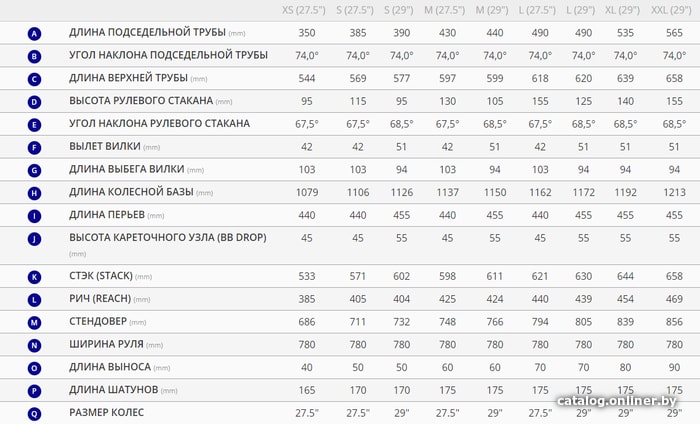 XS (27.5") S (27.5") S (29") M (27.5") M (29") L (27.5") L (29") XL (29") XXL (29")
A ДЛИНА ПОДСЕДЕЛЬНОЙ ТРУБЫ (mm) 350 385 390 430 440 490 490 535 565
B УГОЛ НАКЛОНА ПОДСЕДЕЛЬНОЙ ТРУБЫ 74,0° 74,0° 74,0° 74,0° 74,0° 74,0° 74,0° 74,0° 74,0°
C ДЛИНА ВЕРХНЕЙ ТРУБЫ (mm) 544 569 577 597 599 618 620 639 658
D ВЫСОТА РУЛЕВОГО СТАКАНА (mm) 95 115 95 130 105 155 125 140 155
E УГОЛ НАКЛОНА РУЛЕВОГО СТАКАНА 67,5° 67,5° 68,5° 67,5° 68,5° 67,5° 68,5° 68,5° 68,5°
F ВЫЛЕТ ВИЛКИ (mm) 42 42 51 42 51 42 51 51 51
G ДЛИНА ВЫБЕГА ВИЛКИ (mm) 103 103 94 103 94 103 94 94 94
H ДЛИНА КОЛЕСНОЙ БАЗЫ (mm) 1079 1106 1126 1137 1150 1162 1172 1192 1213
I ДЛИНА ПЕРЬЕВ (mm) 440 440 455 440 455 440 455 455 455
J ВЫСОТА КАРЕТОЧНОГО УЗЛА (BB DROP) 45 45 55 45 55 45 55 55 55
(mm)
K СТЭК (STACK) (mm) 533 571 602 598 611 621 630 644 658
L РИЧ (REACH) (mm) 385 405 404 425 424 440 439 454 469
M СТЕНДОВЕР (mm) 686 711 732 748 766 794 805 839 856
N ШИРИНА РУЛЯ (mm) 780 780 780 780 780 780 780 780 780
O ДЛИНА ВЫНОСА (mm) 40 50 50 60 60 70 70 80 90
P ДЛИНА ШАТУНОВ (mm) 165 170 170 175 175 175 175 175 175
catalog.onliner.by
Q РАЗМЕР КОЛЕС 27.5" 27.5" 29" 27.5" 29" 27.5" 29" 29" 29"